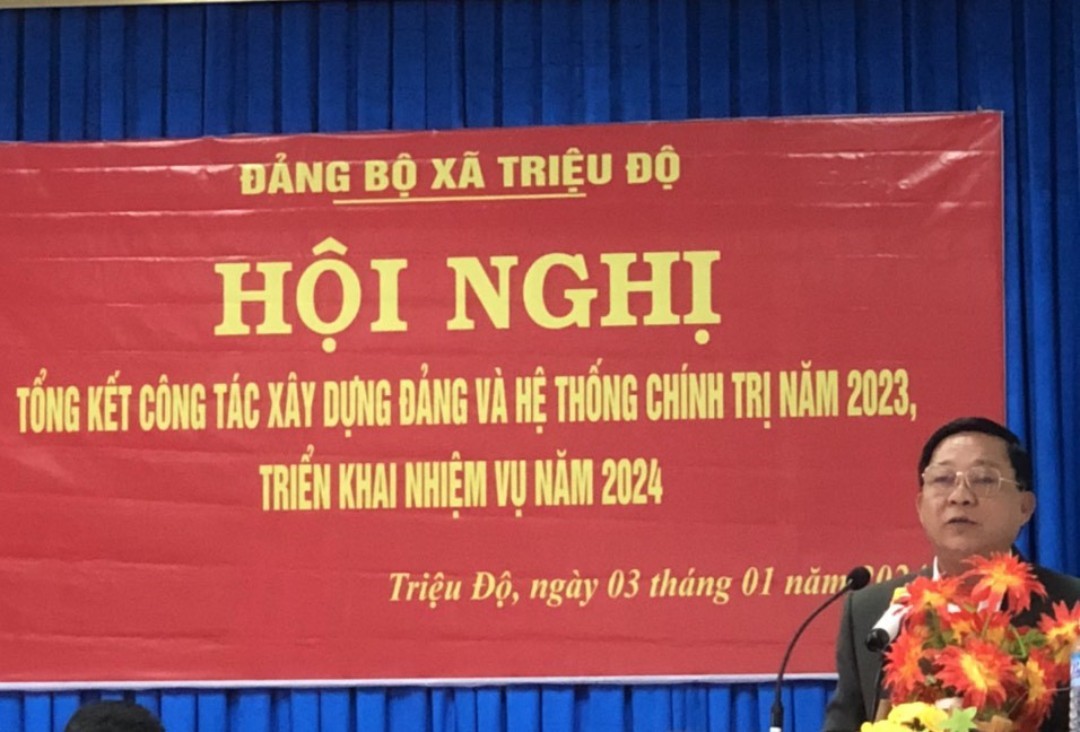 ĐẢNG BỘ XÃ TRIỆU ĐỘ
HỘI NGHỊ
TỔNG KẾT CÔNG TÁC XÂY DỰNG ĐẢNG VÀ HỆ THỐNG CHÍNH TRỊ NĂM 2023,
TRIỂN KHAI NHIỆM VỤ NĂM 2024
Triệu Độ, ngày 03 tháng 01 năm